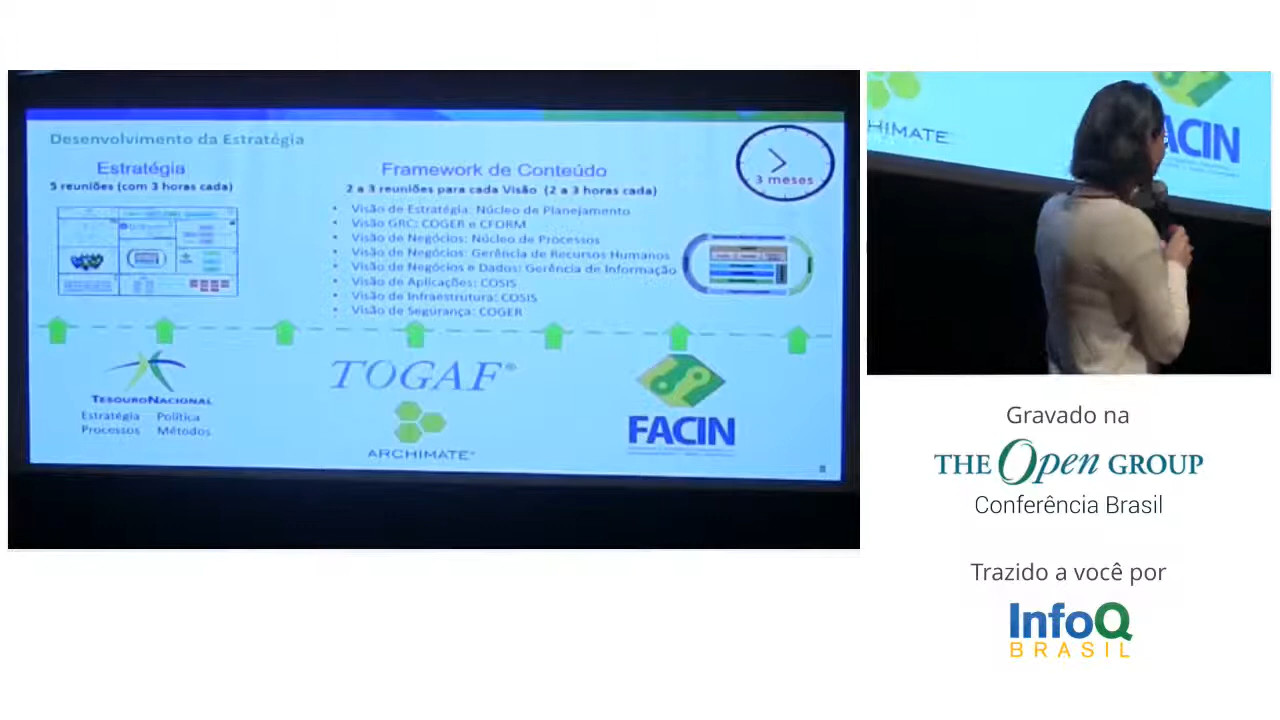 Desenvolvimento da Estratégia
Estratégia
5 reuniões (com 3 horas cada)
Framework de Conteúdo
2 a 3 reuniões para cada Visão (2 a 3 horas cada)
• Visão de Estratégia: Núcleo de Planejamento
• Visão GRC: COGER e CFORM
• Visão de Negócios: Núcleo de Processos
• Visão de Negócios: Gerência de Recursos Humanos
• Visão de Negócios e Dados: Gerência de Informação
• Visão de Aplicações: COSIS
• Visão de Infraestrutura: COSIS
• Visão de Segurança: COGER
3 meses
TESOURONACIONAL
Estratégia Política
Processos Métodos
TOGAF®
ARCHIMATE®
FACIN
8
HIMATE
ACIN
Gravado na
THE Open GROUP
Conferência Brasil
Trazido a você por
InfoQ
BRASIL